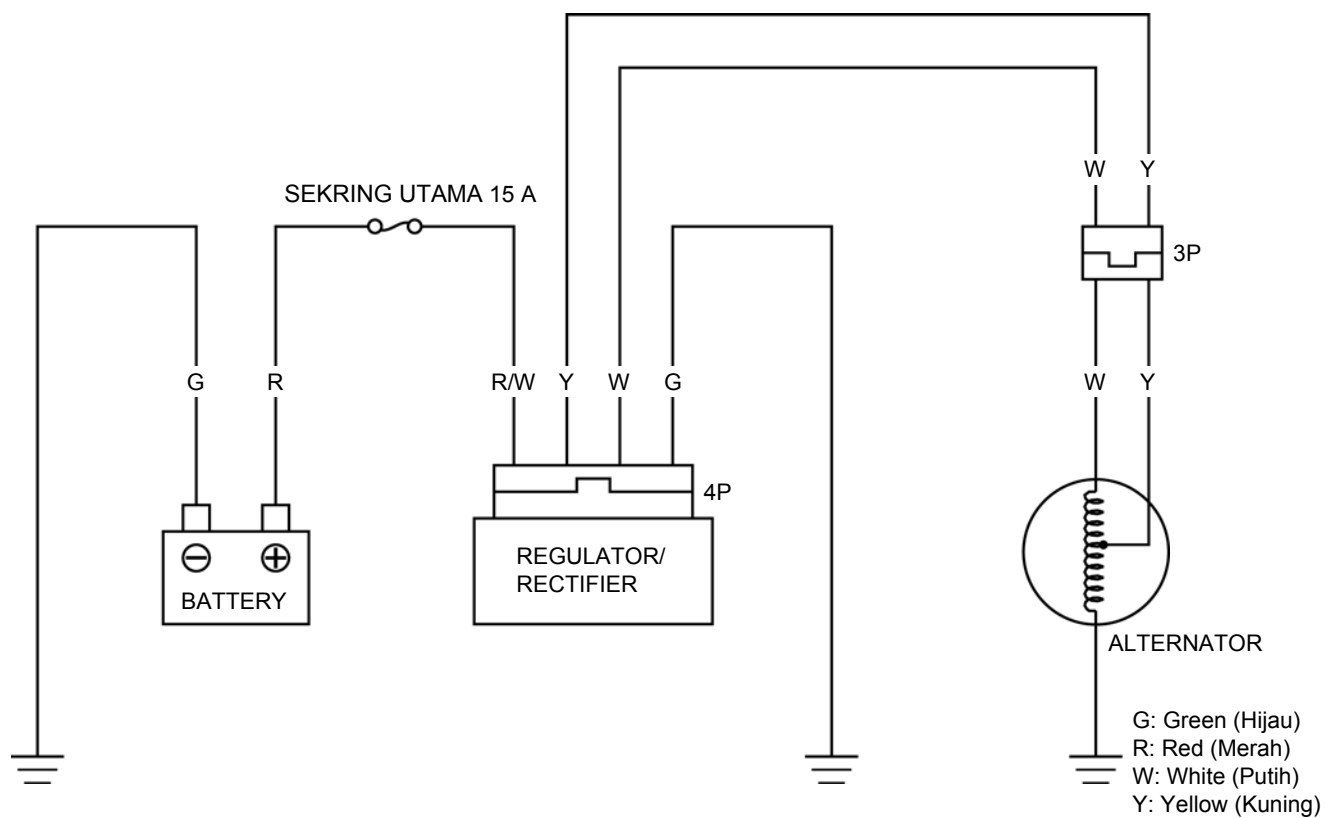 W Y
SEKRING UTAMA 15 A
3P
G R R/W Y W G W Y
4P
REGULATOR/
RECTIFIER
BATTERY
ALTERNATOR
G: Green (Hijau)
R: Red (Merah)
W: White (Putih)
Y: Yellow (Kuning)